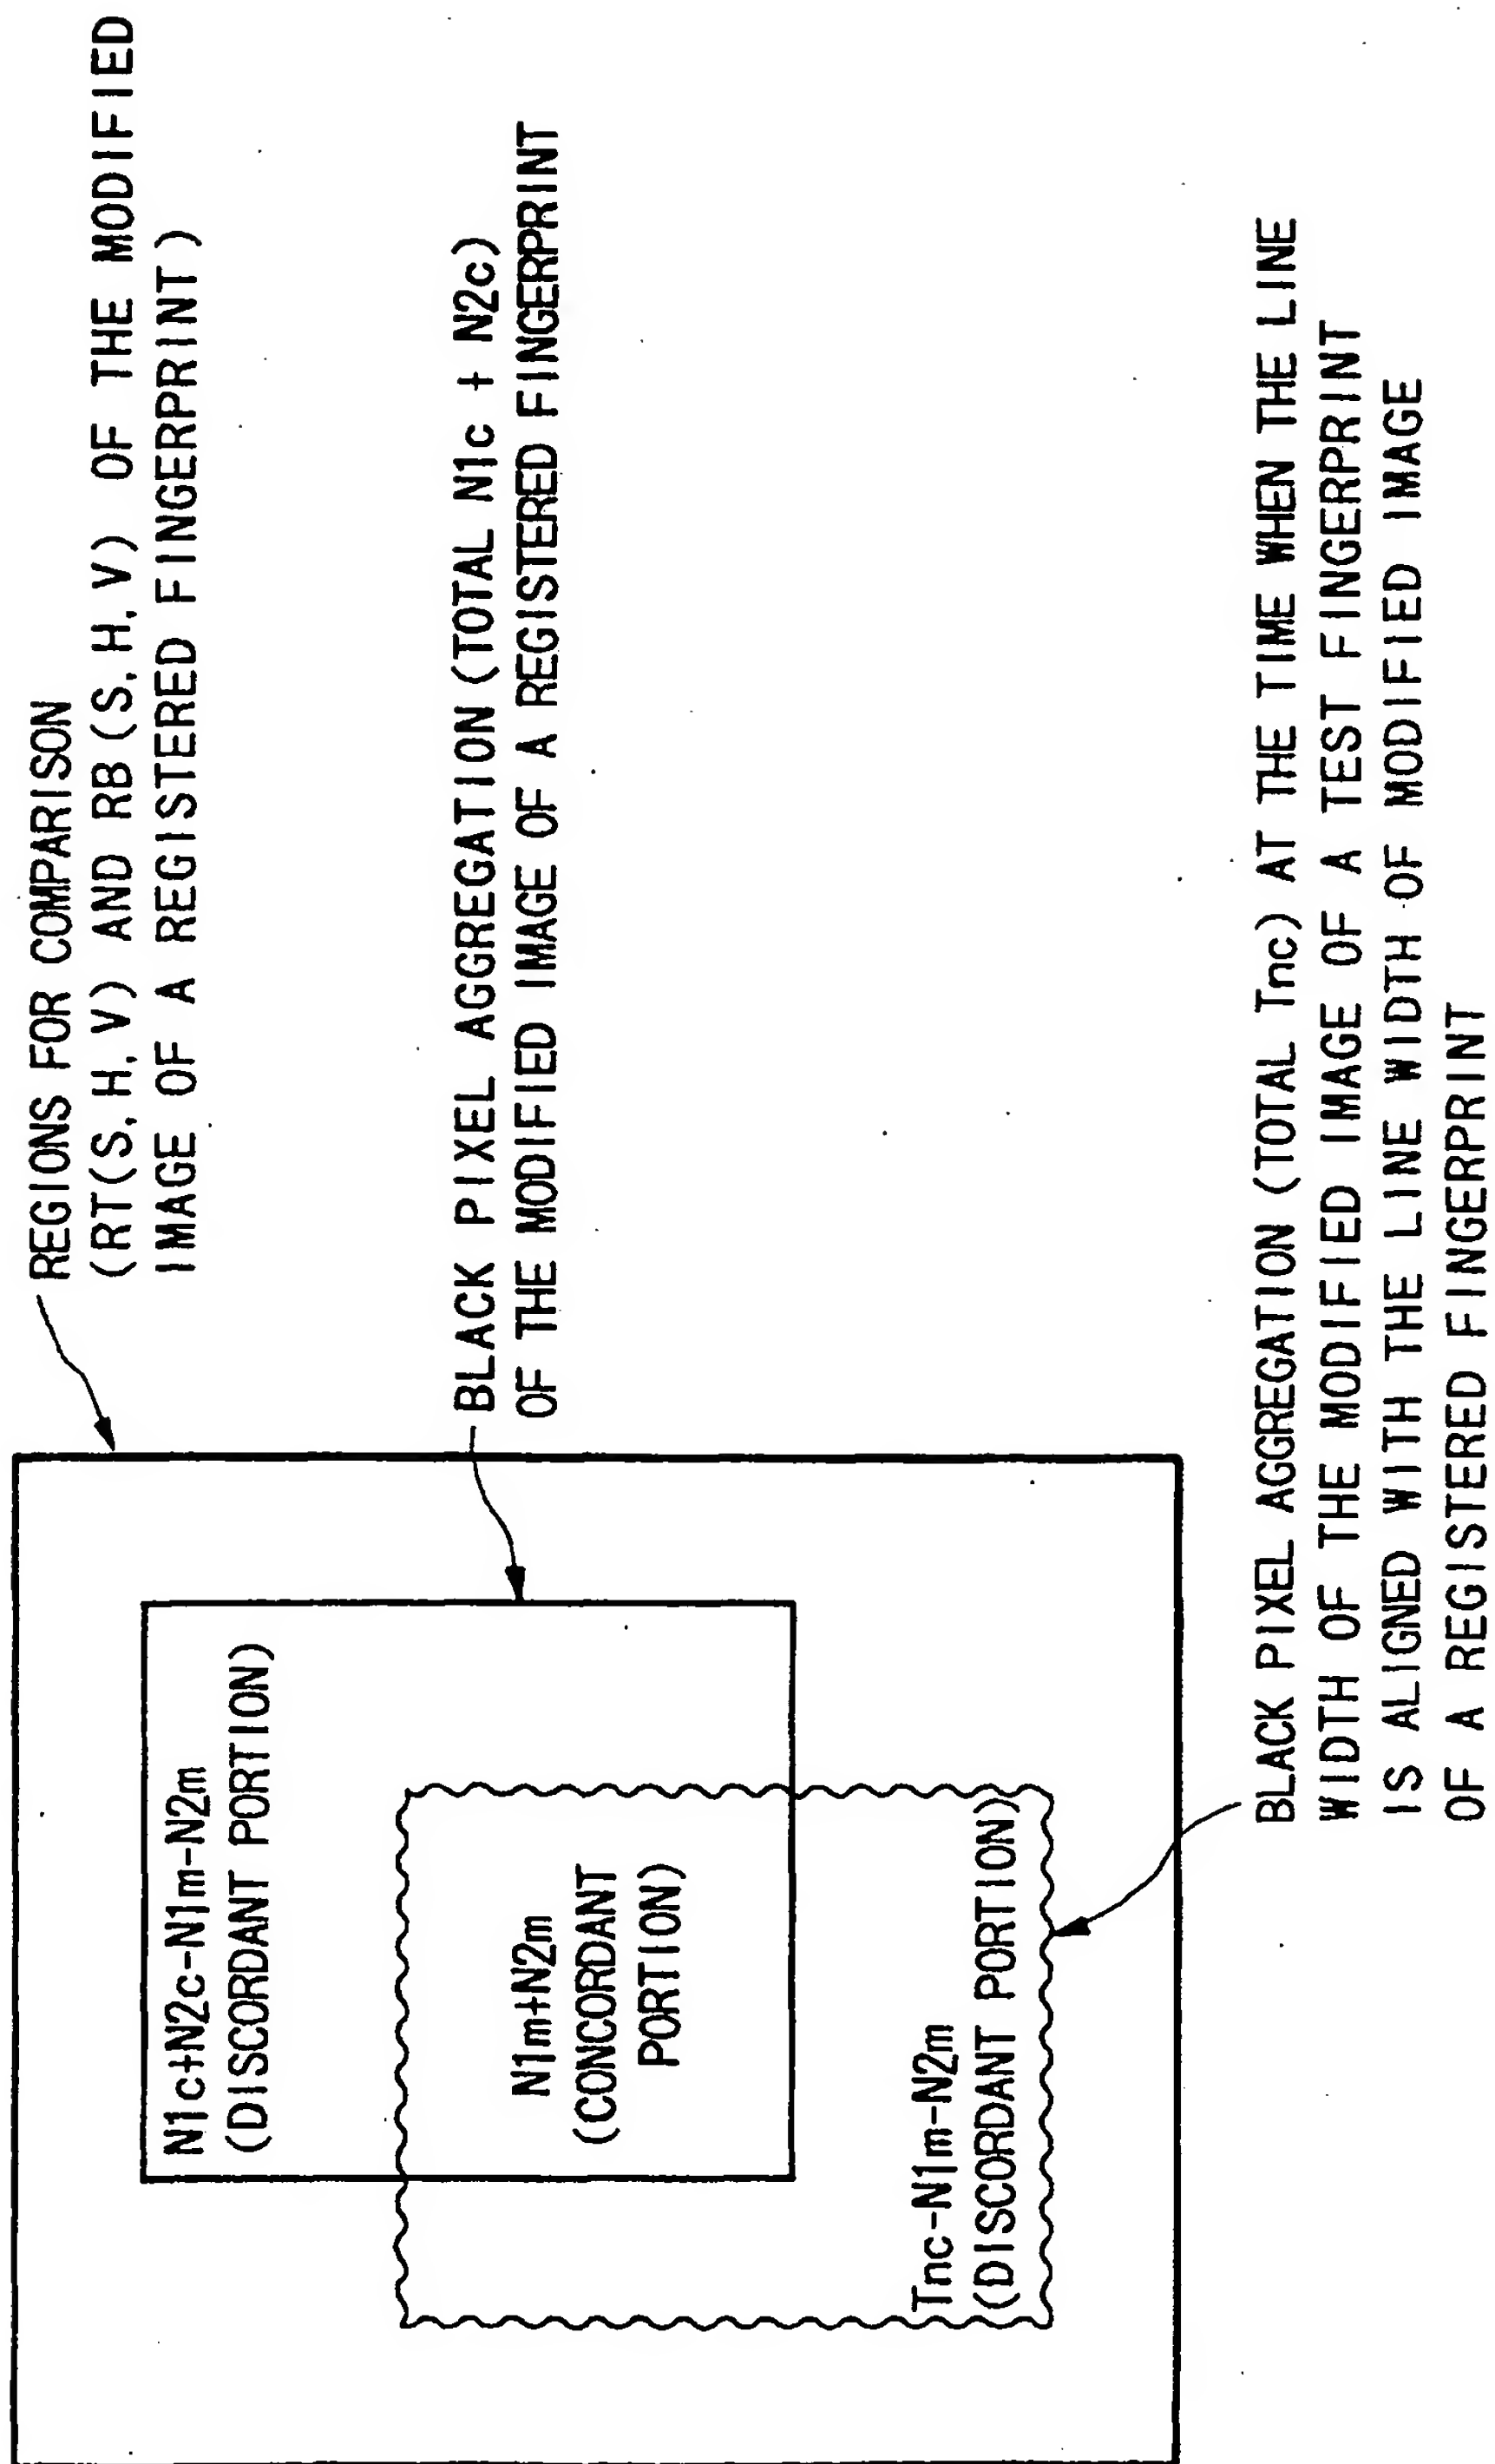 REGIONS FOR COMPARISON
(RT(S, H, V) AND RB(S, H, V) OF THE MODIFIED
IMAGE OF A REGISTERED FINGERPRINT)
BLACK PIXEL AGGREGATION (TOTAL N1c + N2c)
OF THE MODIFIED IMAGE OF A REGISTERED FINGERPRINT
N1c+N2c-N1m-N2m
(DISCORDANT PORTION)
N1m+N2m
(CONCORDANT
PORTION)
Tnc-N1m-N2m
(DISCORDANT PORTION)
BLACK PIXEL AGGREGATION (TOTAL Tnc) AT THE TIME WHEN THE LINE
WIDTH OF THE MODIFIED IMAGE OF A TEST FINGERPRINT
IS ALIGNED WITH THE LINE WIDTH OF MODIFIED IMAGE
OF A REGISTERED FINGERPRINT